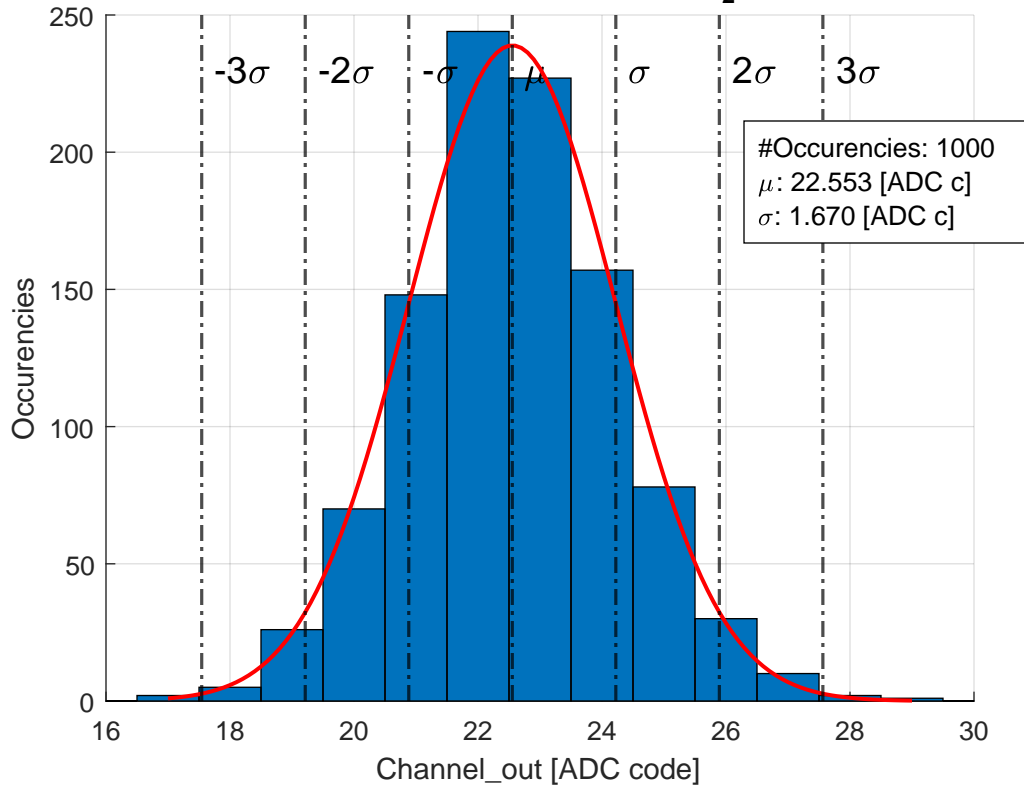 250
200
150
100
50
0
-3σ
-2σ
-σ
μ
σ
2σ
3σ
#Occurencies: 1000
μ: 22.553 [ADC c]
σ: 1.670 [ADC c]
Occurencies
16
18
20
22
24
26
28
30
Channel_out [ADC code]